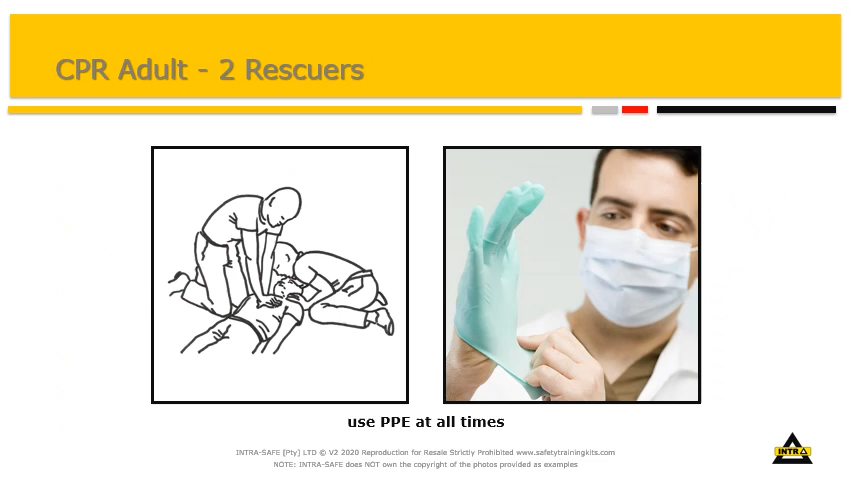 CPR Adult - 2 Rescuers
use PPE at all times
INTRA-SAFE [Pty] LTD © V2 2020 Reproduction for Resale Strictly Prohibited www.safetytrainingkits.com
NOTE: INTRA-SAFE does NOT own the copyright of the photos provided as examples
INTRA